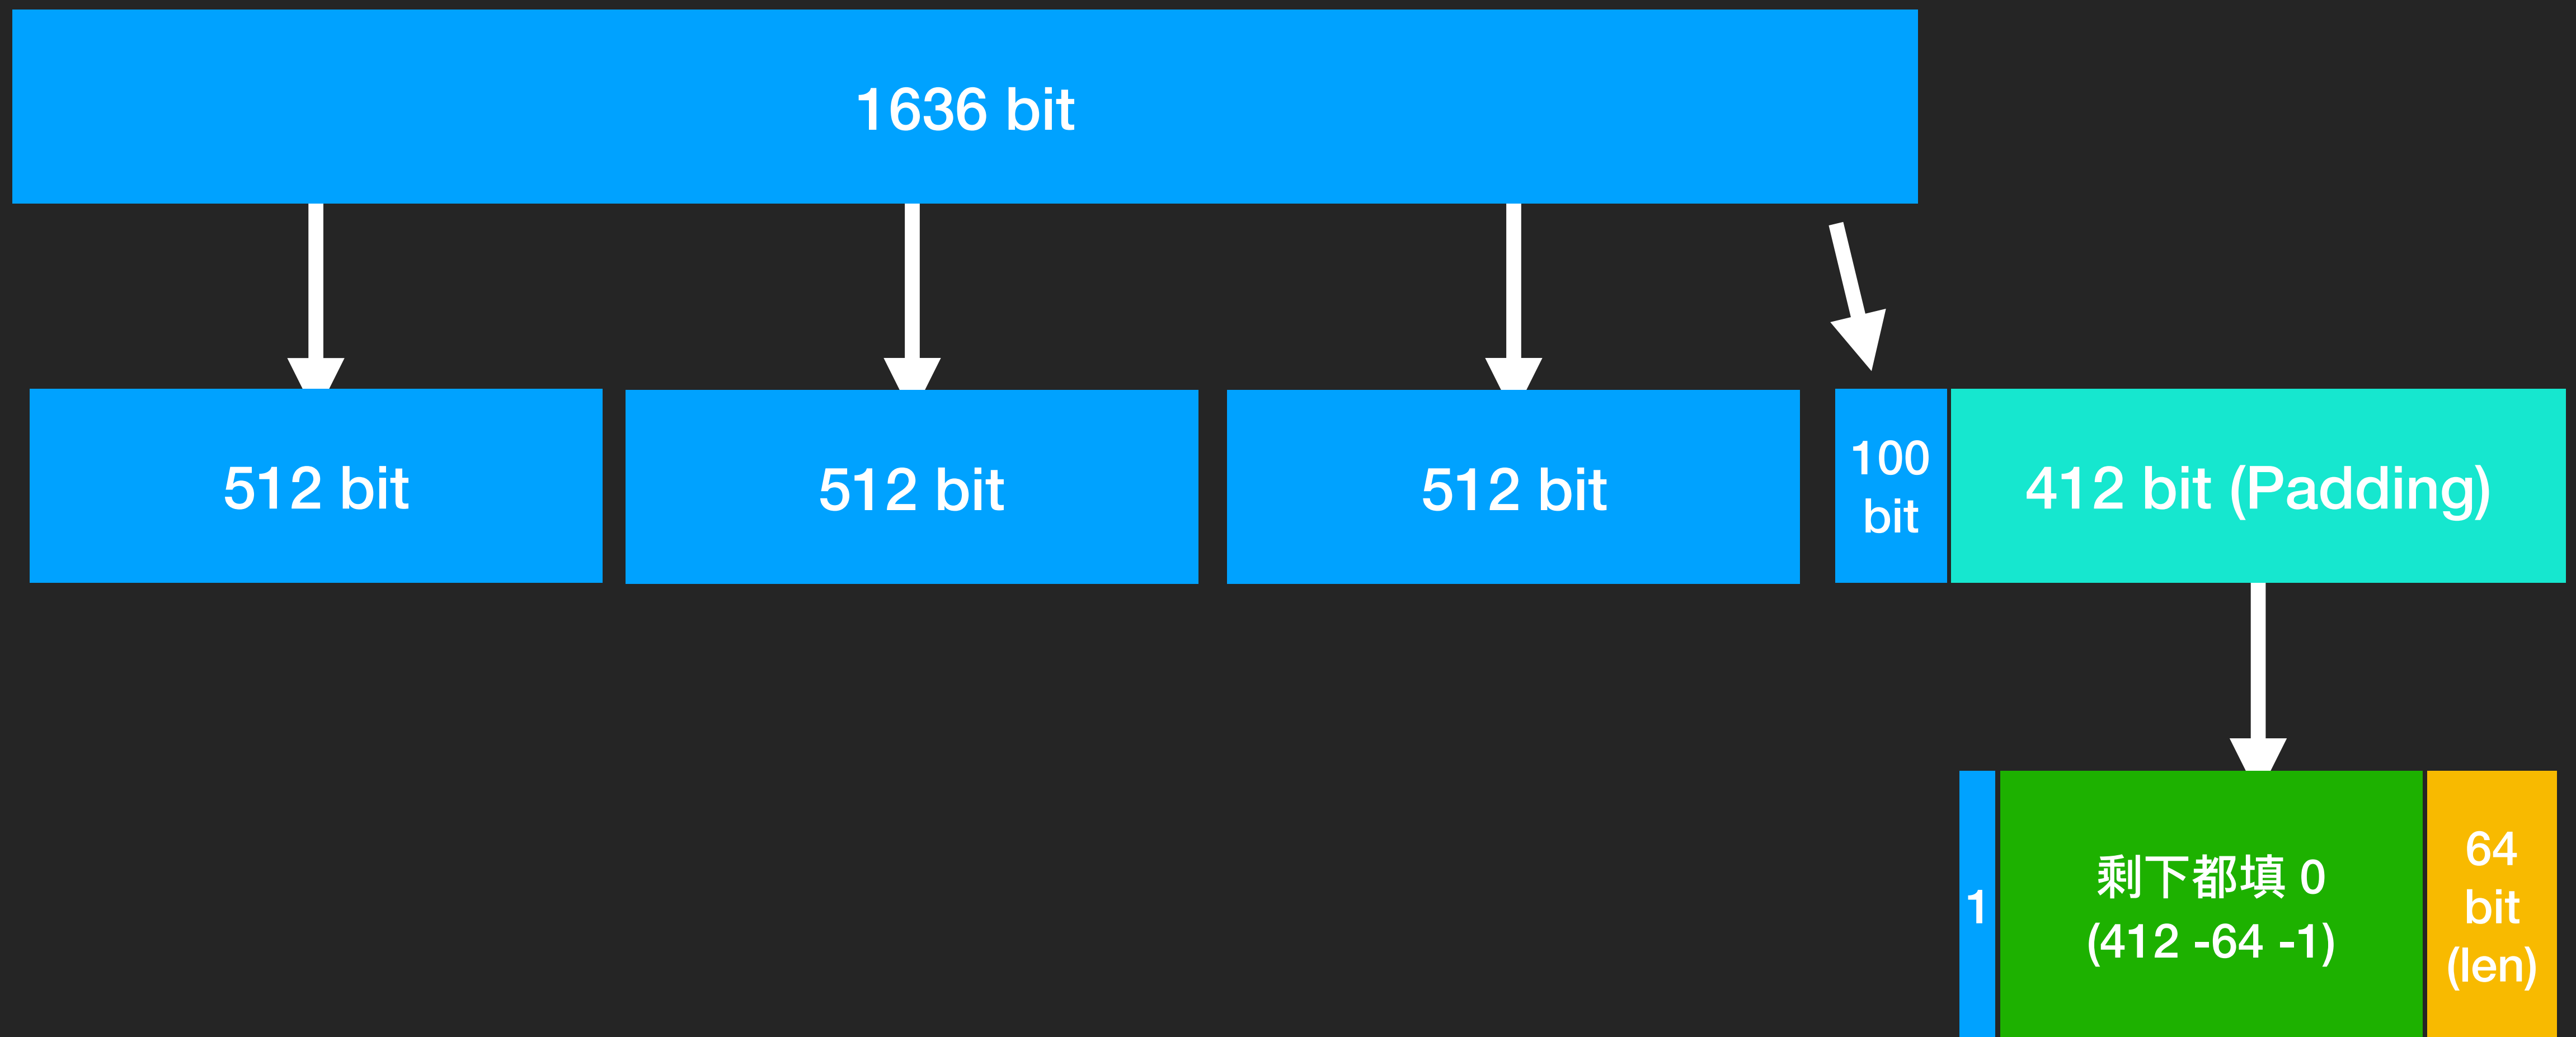 1636 bit
512 bit
512 bit
512 bit
100
bit
412 bit (Padding)
1
剩下都填 0
(412 -64 -1)
64
bit
(len)